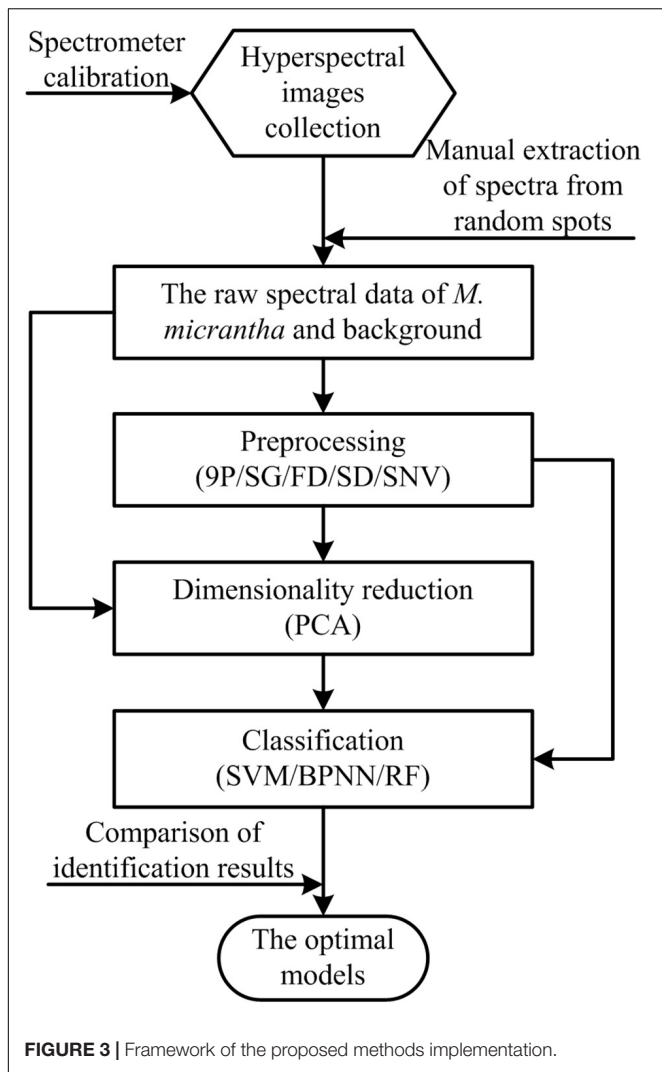 Spectrometer
calibration
Hyperspectral
images
collection
Manual extraction
of spectra from
random spots
The raw spectral data of M.
micrantha and background
Preprocessing
(9P/SG/FD/SD/SNV)
Dimensionality reduction
(PCA)
Classification
(SVM/BPNN/RF)
Comparison of
identification results
The optimal
models
FIGURE 3 | Framework of the proposed methods implementation.